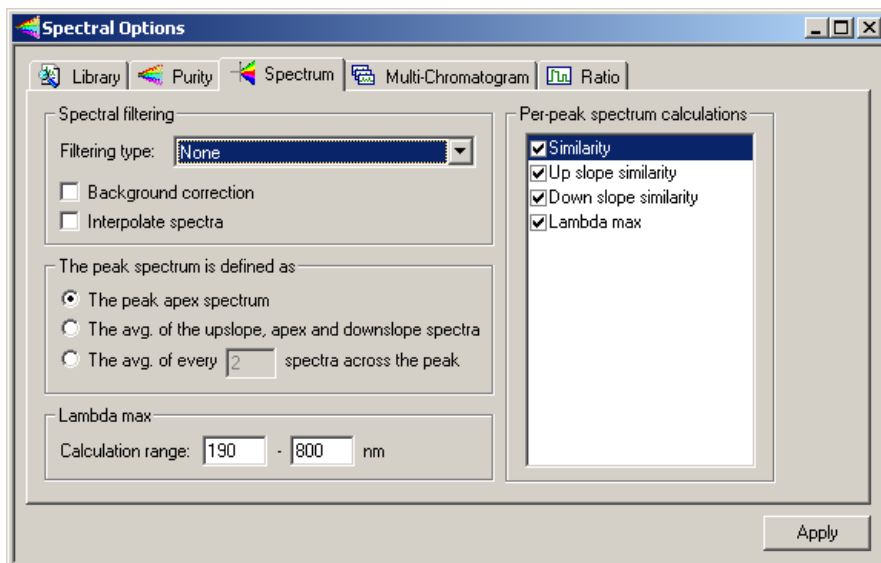 Spectral Options
Library Purity Spectrum Multi-Chromatogram Ratio
Spectral filtering
Filtering type: None
Background correction
Interpolate spectra
The peak spectrum is defined as
The peak apex spectrum
The avg. of the upslope, apex and downslope spectra
The avg. of every 2 spectra across the peak
Lambda max
Calculation range: 190 - 800 nm
Per-peak spectrum calculations
Similarity
Up slope similarity
Down slope similarity
Lambda max
Apply